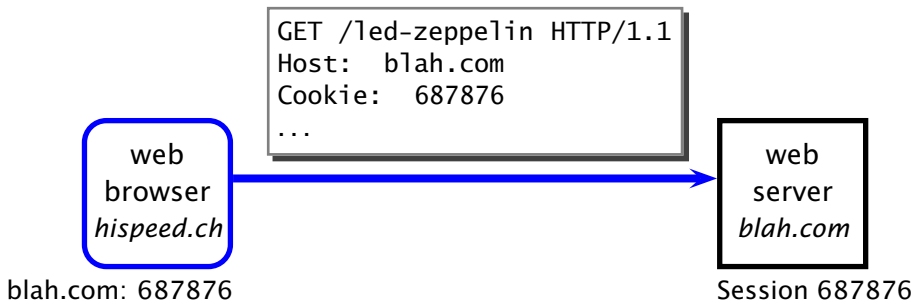 GET /led-zeppelin HTTP/1.1
Host: blah.com
Cookie: 687876
...
web
browser
hispeed.ch
web
server
blah.com
blah.com: 687876
Session 687876